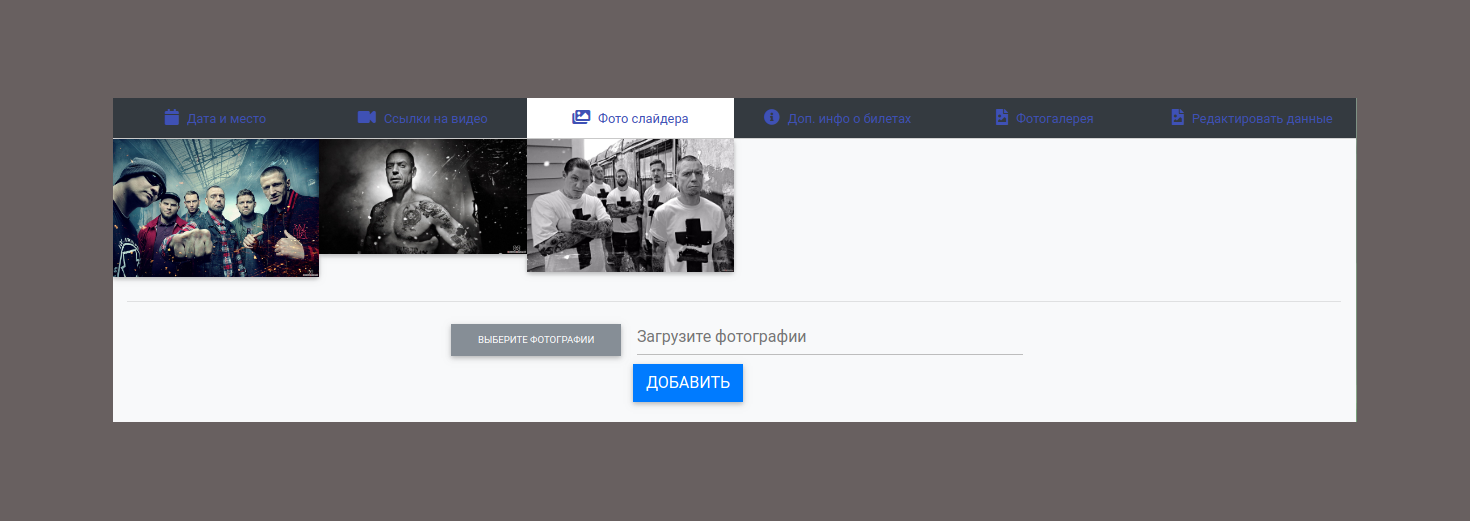 Дата и место
Ссылки на видео
Фото слайдера
Доп. инфо о билетах
Фотогалерея
Редактировать данные
ВЫБЕРИТЕ ФОТОГРАФИИ
Загрузите фотографии
ДОБАВИТЬ